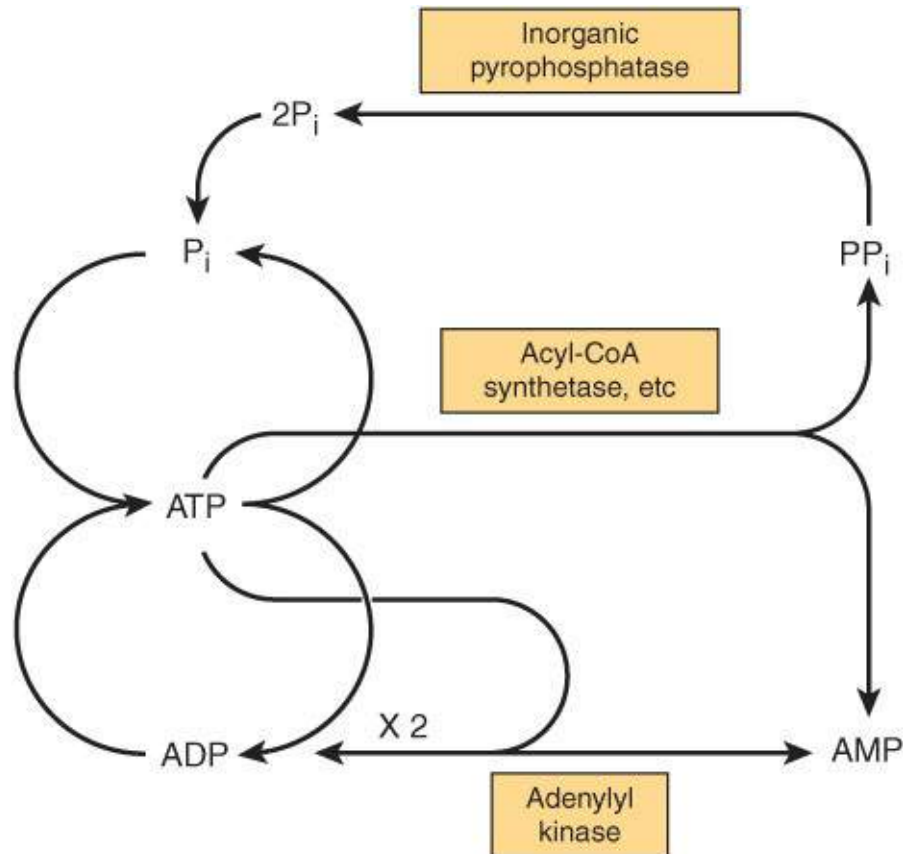 Inorganic
pyrophosphatase
2Pi
Pi
PPi
Acyl-CoA
synthetase, etc
ATP
X 2
ADP
AMP
Adenylyl
kinase